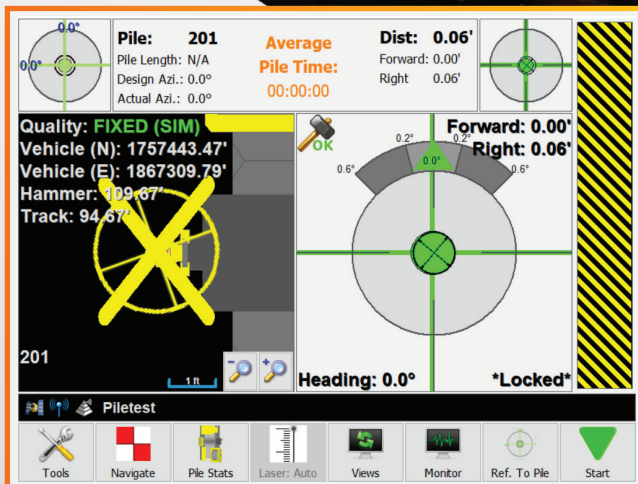 0.0°
0.0°
Pile: 201
Pile Length: N/A
Design Azi.: 0.0°
Actual Azi.: 0.0°
Average
Pile Time:
00:00:00
Dist: 0.06'
Forward: 0.00'
Right 0.06'
Quality: FIXED (SIM)
Vehicle (N): 1757443.47'
Vehicle (E): 1867309.79'
Hammer: 109.67'
Track: 94.67'
201
1 ft
OK
Forward: 0.00'
Right: 0.06'
0.6° 0.2° 0.0° 0.2° 0.6°
Heading: 0.0°
*Locked*
Piletest
Tools
Navigate
Pile Stats
Laser: Auto
Views
Monitor
Ref. To Pile
Start